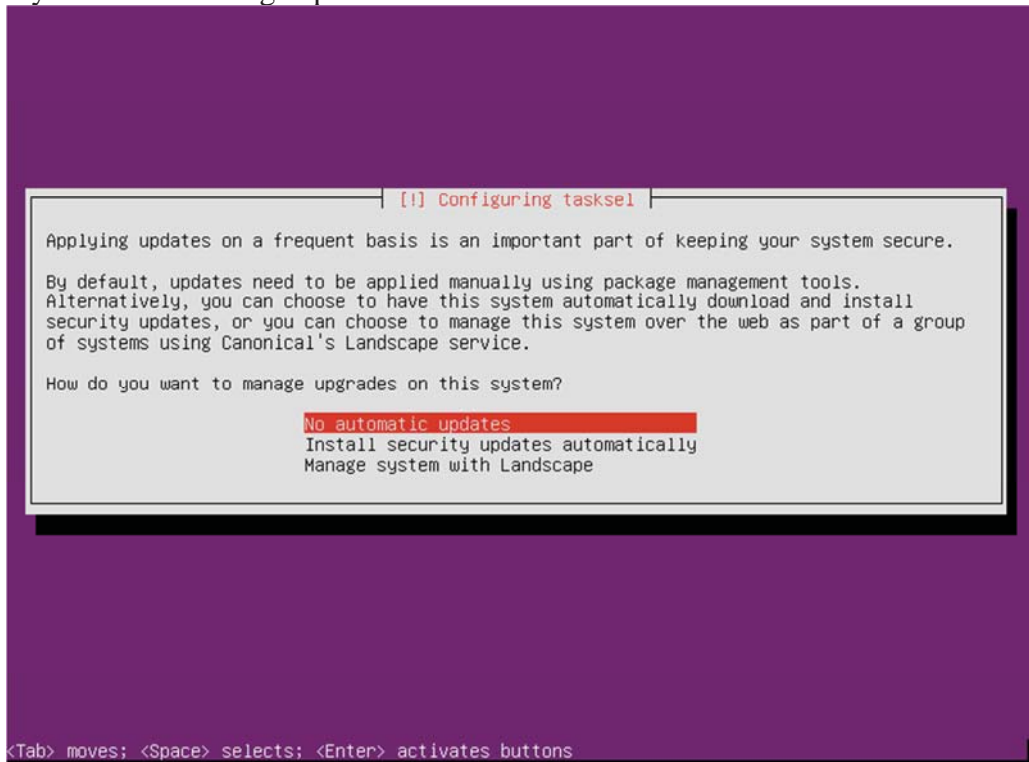 [!] Configuring tasksel
Applying updates on a frequent basis is an important part of keeping your system secure.
By default, updates need to be applied manually using package management tools.
Alternatively, you can choose to have this system automatically download and install
security updates, or you can choose to manage this system over the web as part of a group
of systems using Canonical's Landscape service.
How do you want to manage upgrades on this system?
No automatic updates
Install security updates automatically
Manage system with Landscape
<Tab> moves; <Space> selects; <Enter> activates buttons